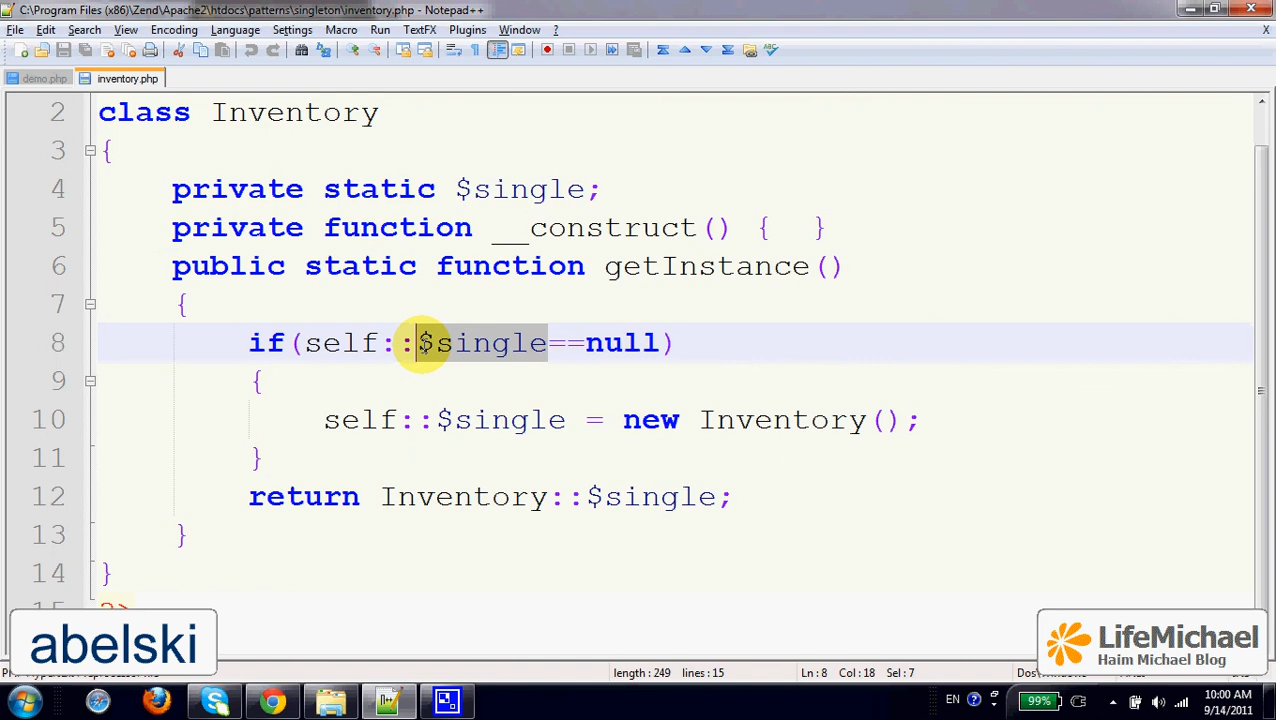 C:\Program Files (x86)\Zend\Apache2\htdocs\patterns\singleton\inventory.php - Notepad++
File Edit Search View Encoding Language Settings Macro Run TextFX Plugins Window ?
X
demo.php inventory.php
2 class Inventory
3 {
4 private static $single;
5 private function __construct() { }
6 public static function getInstance()
7 {
8 if(self::$single==null)
9 {
10 self::$single = new Inventory();
11 }
12 return Inventory::$single;
13 }
14 }
15 ?>
abelski
LifeMichael
Haim Michael Blog
length : 249 lines : 15 Ln : 8 Col : 18 Sel : 7
EN 99% 10:00 AM
9/14/2011